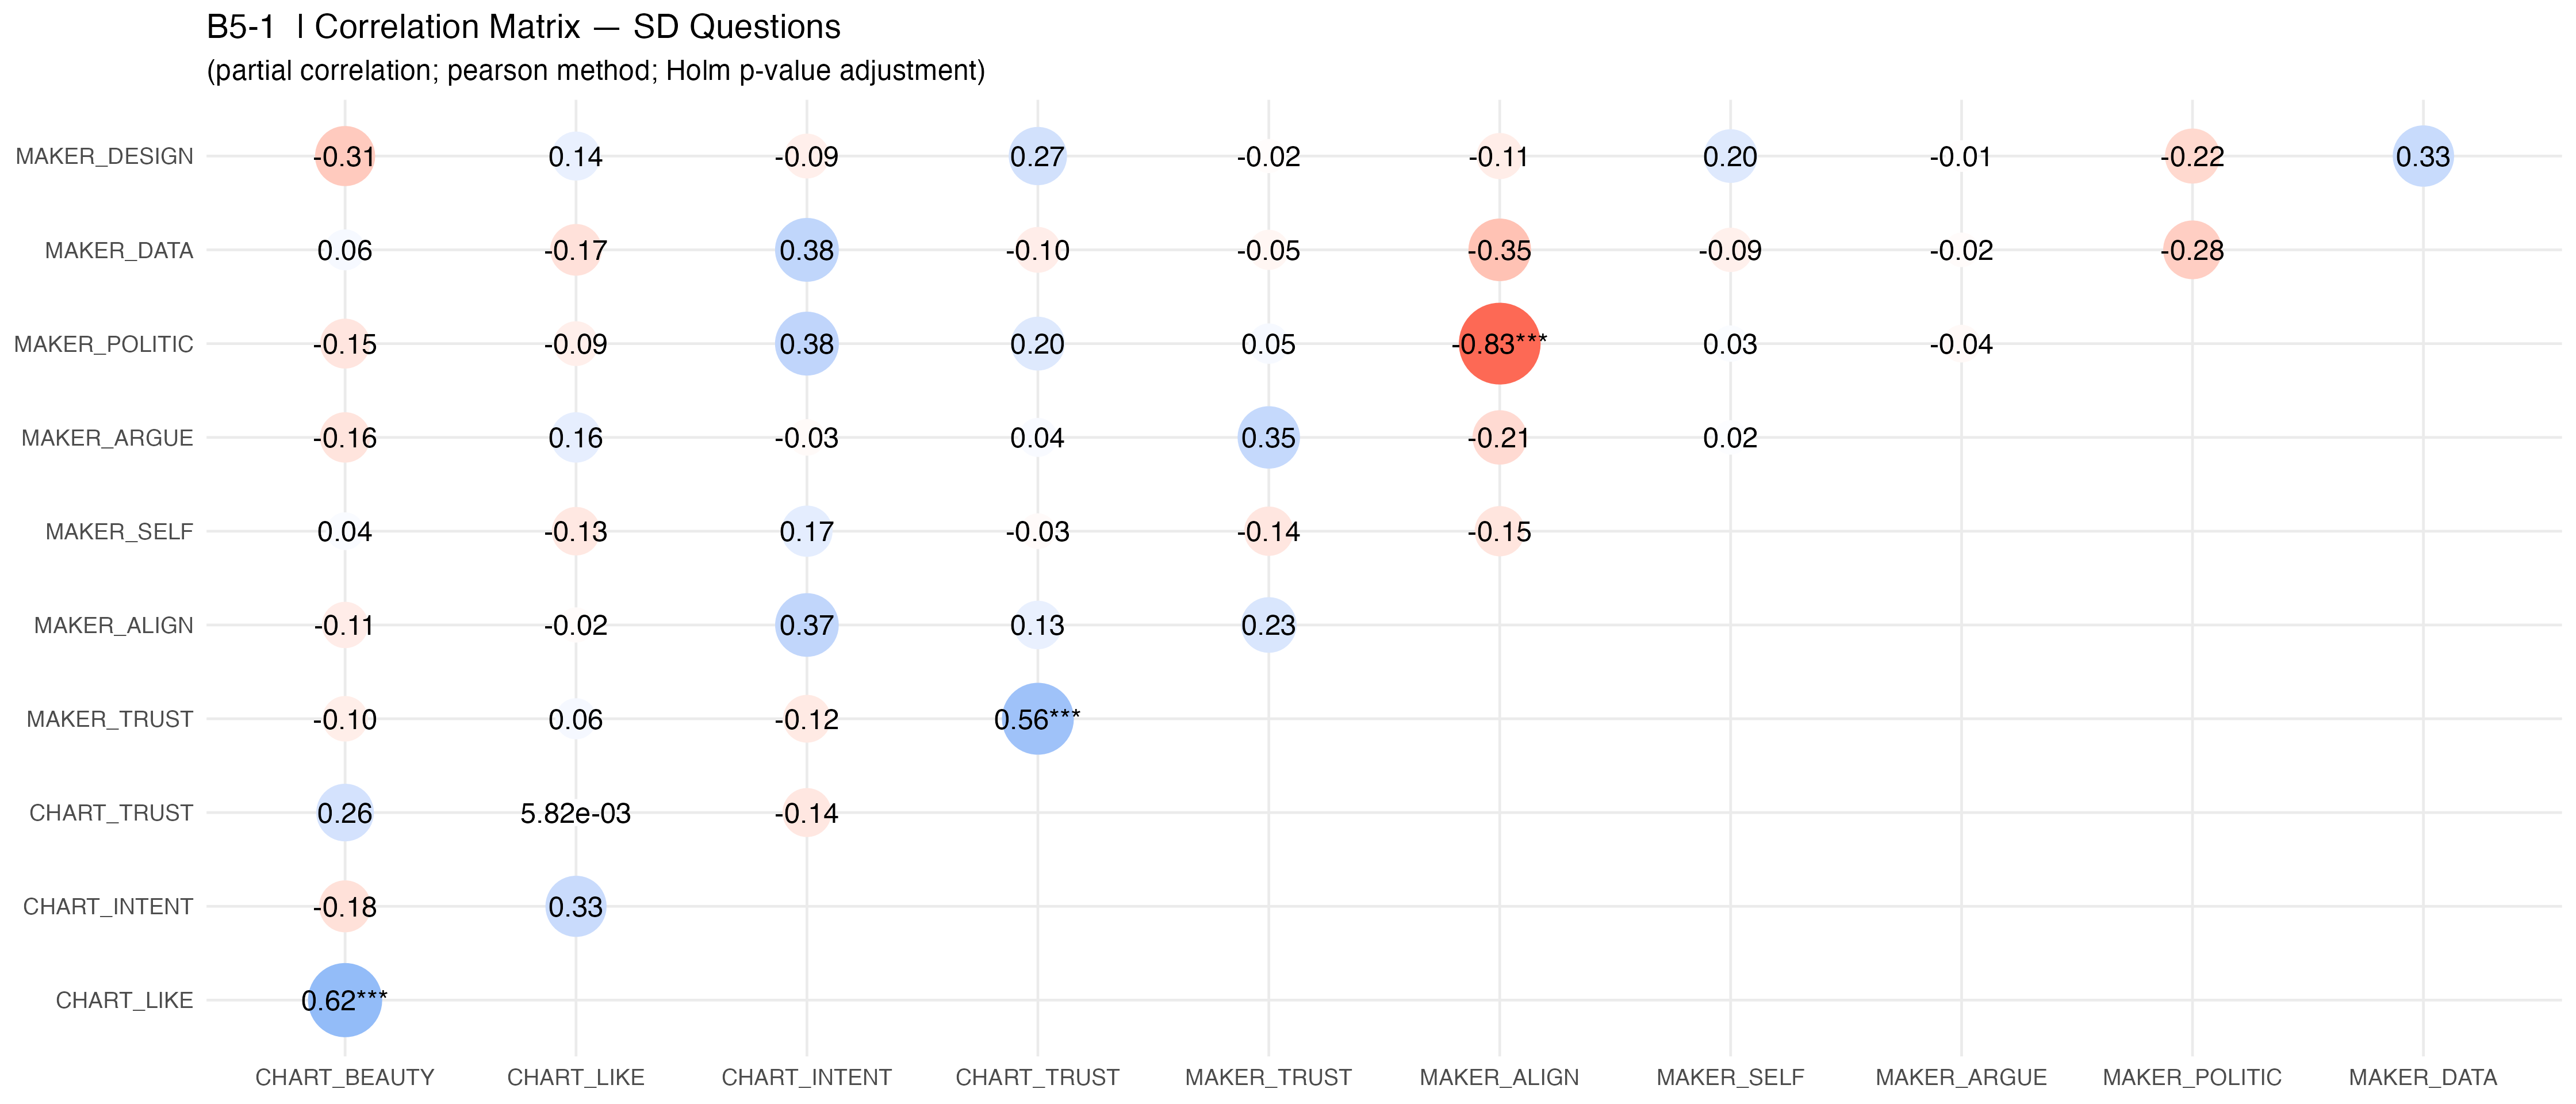 B5-1 | Correlation Matrix — SD Questions
(partial correlation; pearson method; Holm p-value adjustment)
MAKER_DESIGN -0.31 0.14 -0.09 0.27 -0.02 -0.11 0.20 -0.01 -0.22 0.33
MAKER_DATA 0.06 -0.17 0.38 -0.10 -0.05 -0.35 -0.09 -0.02 -0.28
MAKER_POLITIC -0.15 -0.09 0.38 0.20 0.05 -0.83*** 0.03 -0.04
MAKER_ARGUE -0.16 0.16 -0.03 0.04 0.35 -0.21 0.02
MAKER_SELF 0.04 -0.13 0.17 -0.03 -0.14 -0.15
MAKER_ALIGN -0.11 -0.02 0.37 0.13 0.23
MAKER_TRUST -0.10 0.06 -0.12 0.56***
CHART_TRUST 0.26 5.82e-03 -0.14
CHART_INTENT -0.18 0.33
CHART_LIKE 0.62***
CHART_BEAUTY CHART_LIKE CHART_INTENT CHART_TRUST MAKER_TRUST MAKER_ALIGN MAKER_SELF MAKER_ARGUE MAKER_POLITIC MAKER_DATA